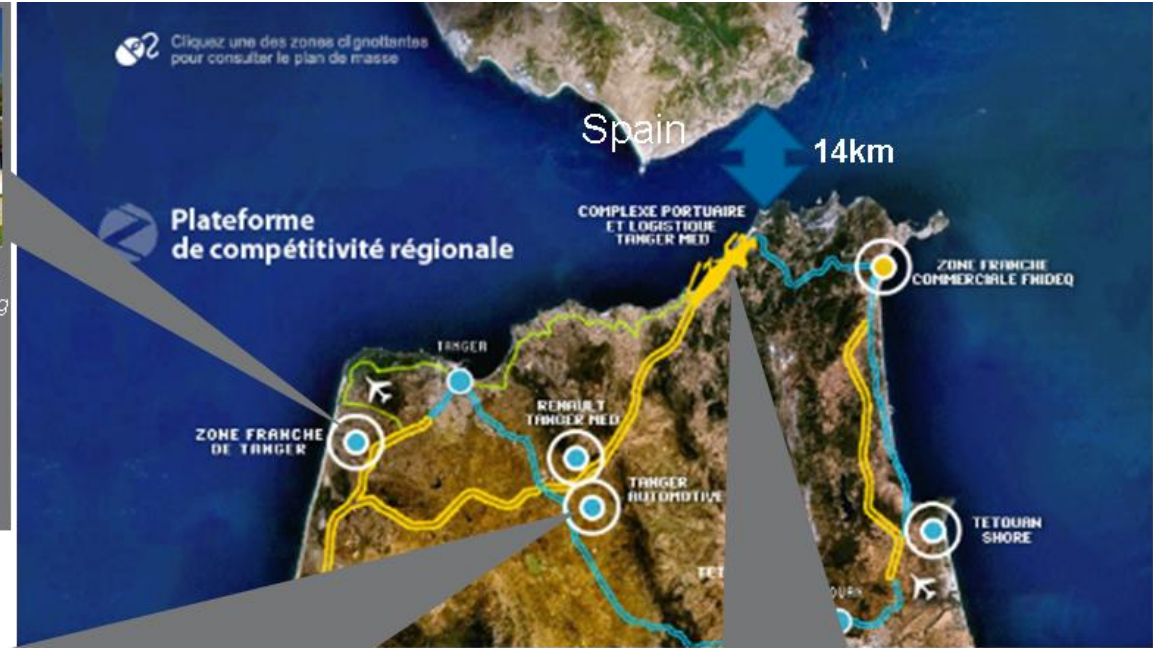 Cliquez une des zones clignottantes
pour consulter le plan de masse
Spain
14km
Plateforme
de compétitivité régionale
COMPLEXE PORTUAIRE
ET LOGISTIQUE
TANGER MED
ZONE FRANCHE
COMMERCIALE FNIDEQ
TANGER
RENAULT
TANGER MED
ZONE FRANCHE
DE TANGER
TANGER
AUTOMOTIVE
TETOUAN
SHORE